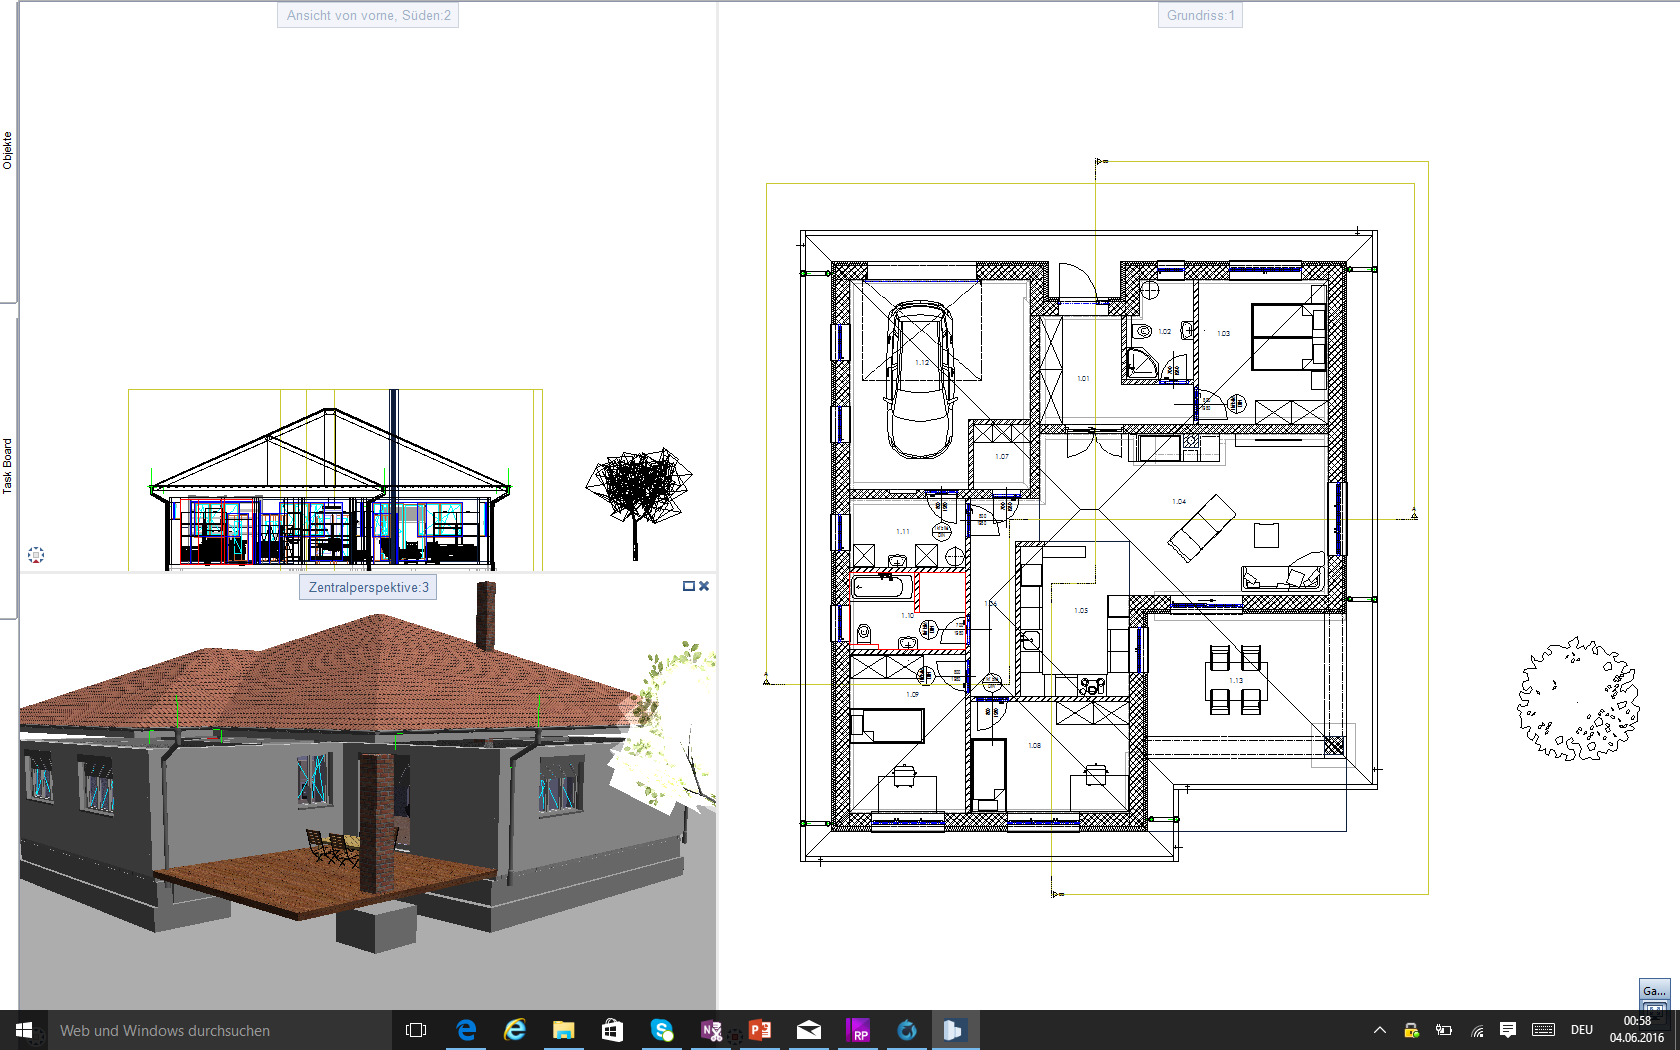 Ansicht von vorne, Süden:2
Grundriss:1
Objekte
Task Board
Zentralperspektive:3
1.12
1.01
1.02
1.03
1.07
1.04
1.11
1.10
1.05
1.09
1.08
1.13
Ga...
Web und Windows durchsuchen
N
P
RP
DEU
00:58
04.06.2016